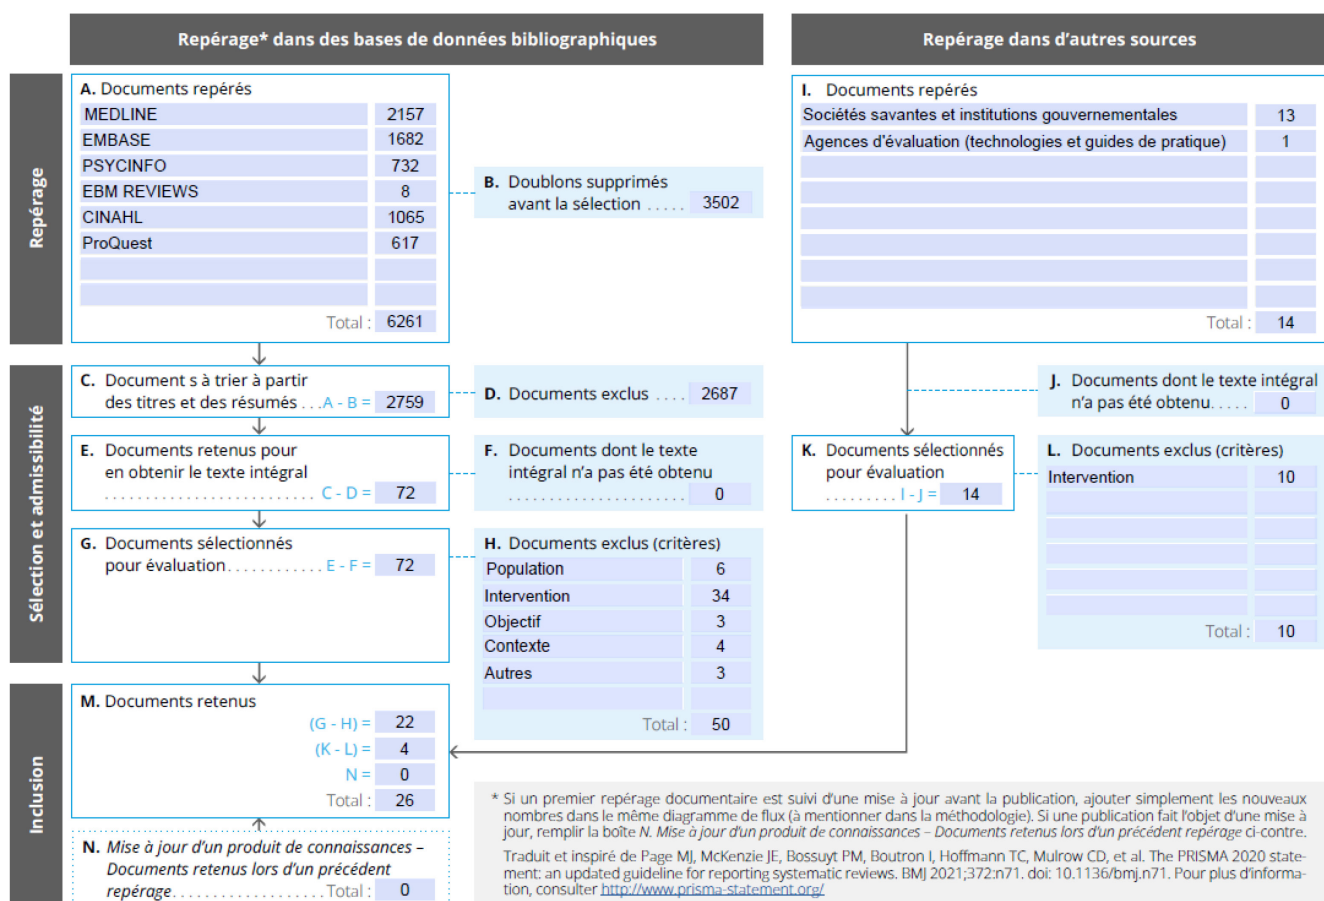 Repérage* dans des bases de données bibliographiques
Repérage dans d'autres sources
Repérage
A. Documents repérés
MEDLINE 2157
EMBASE 1682
PSYCINFO 732
EBM REVIEWS 8
CINAHL 1065
ProQuest 617
Total : 6261
B. Doublons supprimés
avant la sélection ..... 3502
I. Documents repérés
Sociétés savantes et institutions gouvernementales 13
Agences d'évaluation (technologies et guides de pratique) 1
Total : 14
Sélection et admissibilité
C. Document s à trier à partir
des titres et des résumés ...A - B = 2759
D. Documents exclus .... 2687
E. Documents retenus pour
en obtenir le texte intégral
.......................... C - D = 72
F. Documents dont le texte
intégral n'a pas été obtenu
...................... 0
G. Documents sélectionnés
pour évaluation............ E - F = 72
H. Documents exclus (critères)
Population 6
Intervention 34
Objectif 3
Contexte 4
Autres 3
Total : 50
J. Documents dont le texte intégral
n'a pas été obtenu..... 0
K. Documents sélectionnés
pour évaluation
......... I - J = 14
L. Documents exclus (critères)
Intervention 10
Total : 10
Inclusion
M. Documents retenus
(G - H) = 22
(K - L) = 4
N = 0
Total : 26
N. Mise à jour d'un produit de connaissances –
Documents retenus lors d'un précédent
repérage................... Total : 0
* Si un premier repérage documentaire est suivi d'une mise à jour avant la publication, ajouter simplement les nouveaux
nombres dans le même diagramme de flux (à mentionner dans la méthodologie). Si une publication fait l'objet d'une mise à
jour, remplir la boîte N. Mise à jour d'un produit de connaissances – Documents retenus lors d'un précédent repérage ci-contre.
Traduit et inspiré de Page MJ, McKenzie JE, Bossuyt PM, Boutron I, Hoffmann TC, Mulrow CD, et al. The PRISMA 2020 state-
ment: an updated guideline for reporting systematic reviews. BMJ 2021;372:n71. doi: 10.1136/bmj.n71. Pour plus d'informa-
tion, consulter http://www.prisma-statement.org/